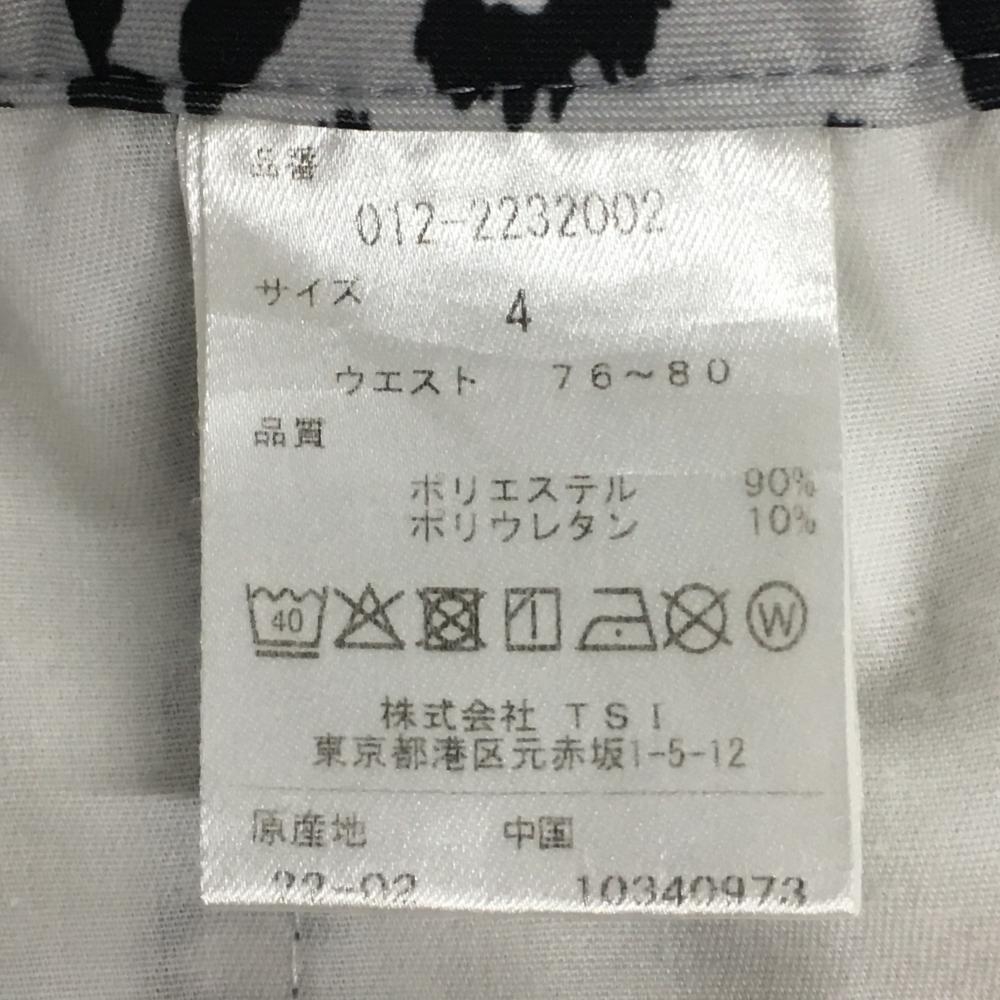 品番
012-2232002
サイズ 4
ウエスト 76～80
品質
ポリエステル 90%
ポリウレタン 10%
40 W
株式会社 TSI
東京都港区元赤坂1-5-12
原産地 中国
22-02 10340973